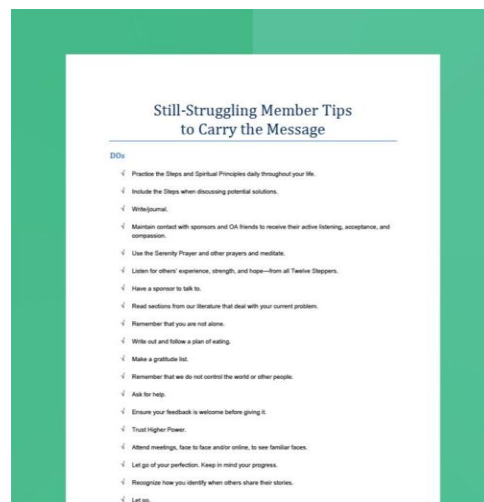 Still-Struggling Member Tips
to Carry the Message
DOs
√ Practice the Steps and Spiritual Principles daily throughout your life.
√ Include the Steps when discussing potential solutions.
√ Write/journal.
√ Maintain contact with sponsors and OA friends to receive their active listening, acceptance, and
compassion.
√ Use the Serenity Prayer and other prayers and meditate.
√ Listen for others' experience, strength, and hope—from all Twelve Steppers.
√ Have a sponsor to talk to.
√ Read sections from our literature that deal with your current problem.
√ Remember that you are not alone.
√ Write out and follow a plan of eating.
√ Make a gratitude list.
√ Remember that we do not control the world or other people.
√ Ask for help.
√ Ensure your feedback is welcome before giving it.
√ Trust Higher Power.
√ Attend meetings, face to face and/or online, to see familiar faces.
√ Let go of your perfection. Keep in mind your progress.
√ Recognize how you identify when others share their stories.
√ Let go.